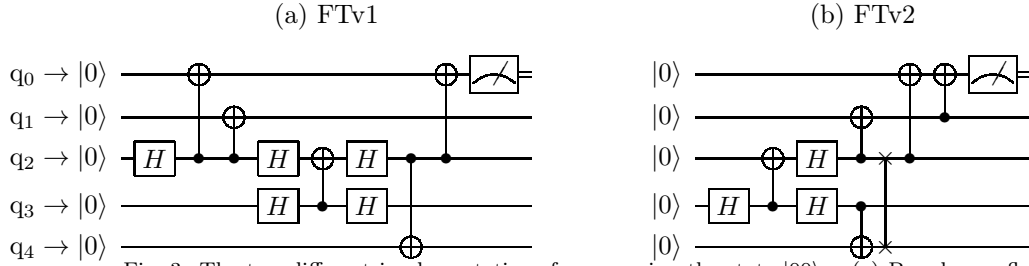 (a) FTv1 (b) FTv2
q0 → |0⟩ |0⟩
q1 → |0⟩ |0⟩
q2 → |0⟩ H H H |0⟩ H
q3 → |0⟩ H H |0⟩ H H
q4 → |0⟩ |0⟩